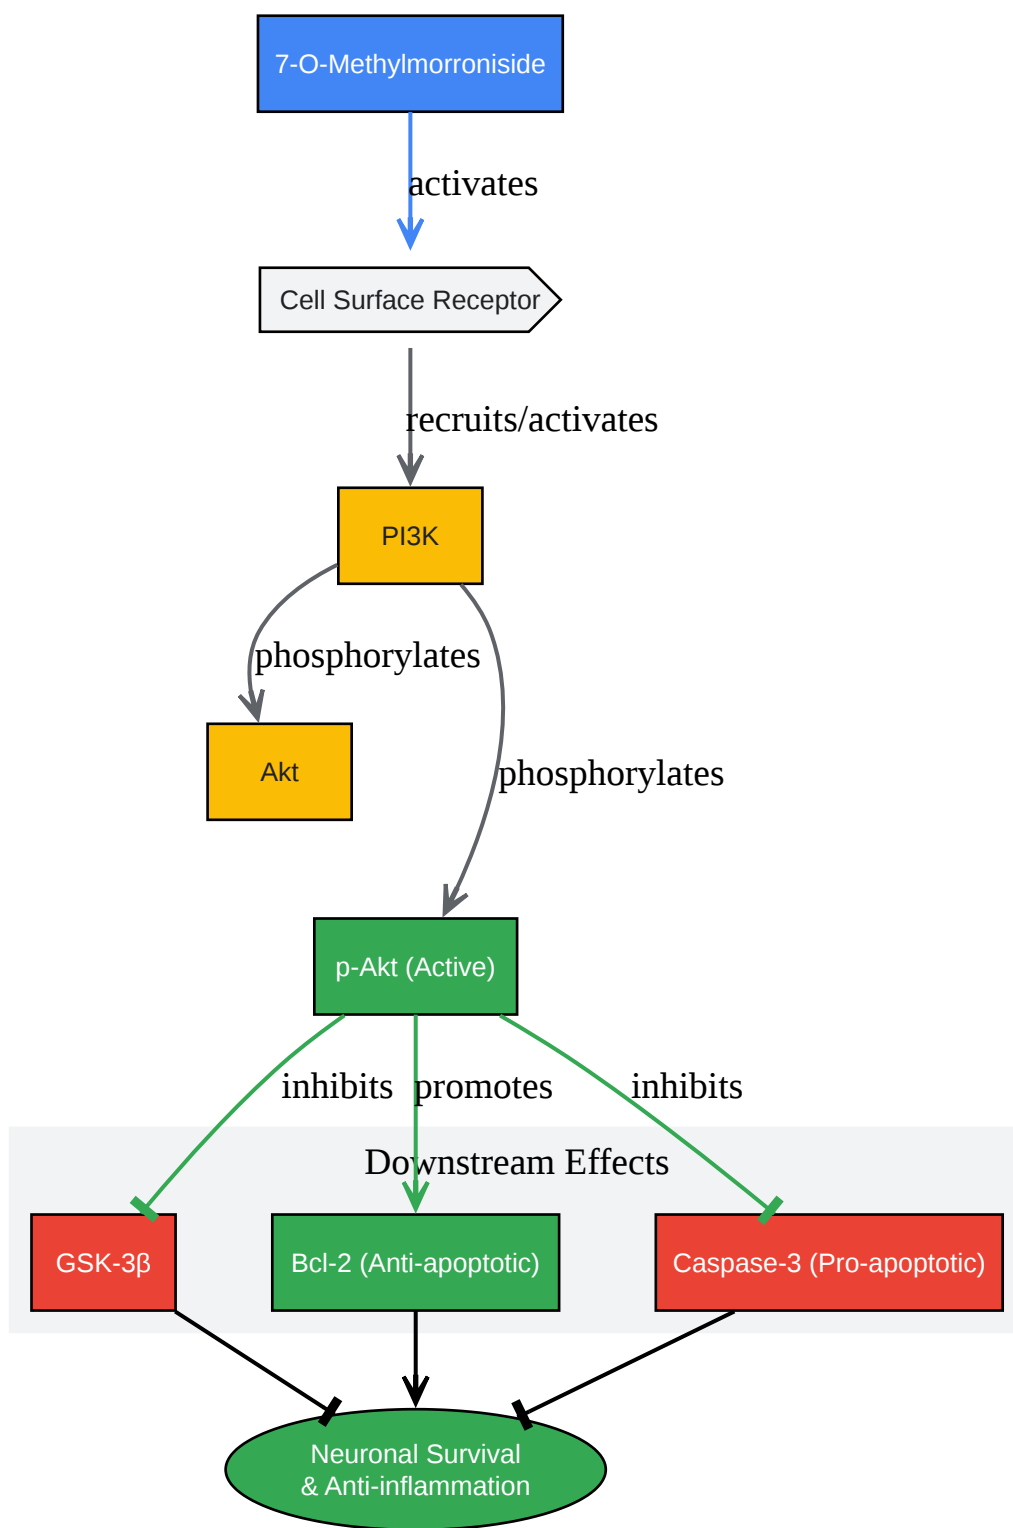 7-O-Methylmorroniside
activates
Cell Surface Receptor
recruits/activates
PI3K
phosphorylates
Akt
phosphorylates
p-Akt (Active)
inhibits
promotes
inhibits
Downstream Effects
GSK-3β
Bcl-2 (Anti-apoptotic)
Caspase-3 (Pro-apoptotic)
Neuronal Survival
& Anti-inflammation